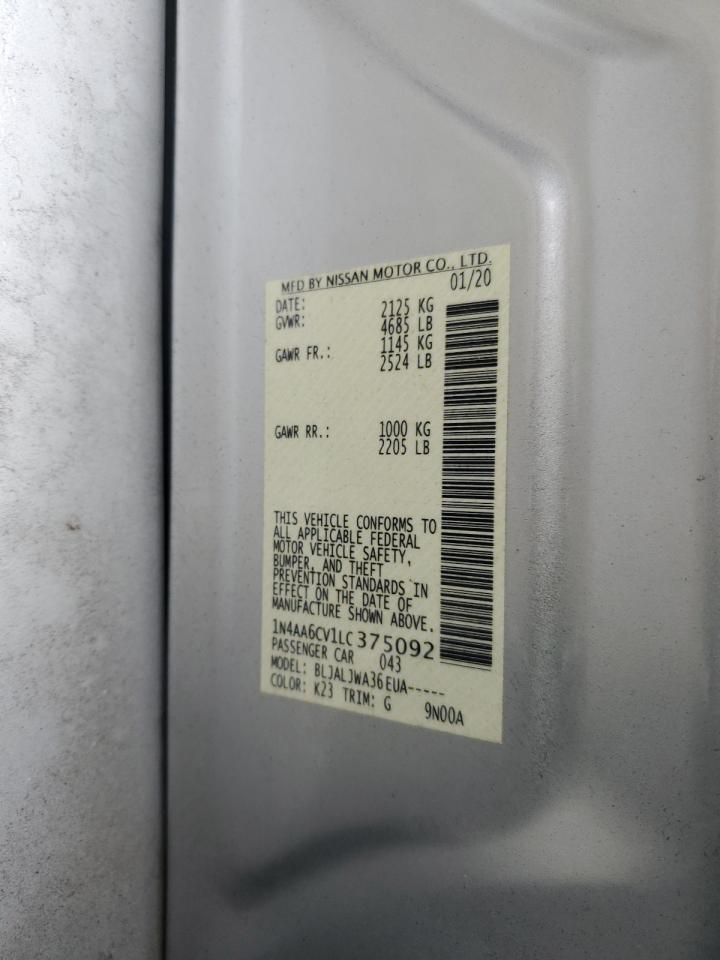 MFD BY NISSAN MOTOR CO., LTD.
DATE: 01/20
GVWR: 2125 KG
4685 LB
GAWR FR.: 1145 KG
2524 LB
GAWR RR.: 1000 KG
2205 LB
THIS VEHICLE CONFORMS TO
ALL APPLICABLE FEDERAL
MOTOR VEHICLE SAFETY,
BUMPER, AND THEFT
PREVENTION STANDARDS IN
EFFECT ON THE DATE OF
MANUFACTURE SHOWN ABOVE.
1N4AA6CV1LC375092
PASSENGER CAR 043
MODEL: BLJALJWA36EUA-----
COLOR: K23 TRIM: G 9N00A